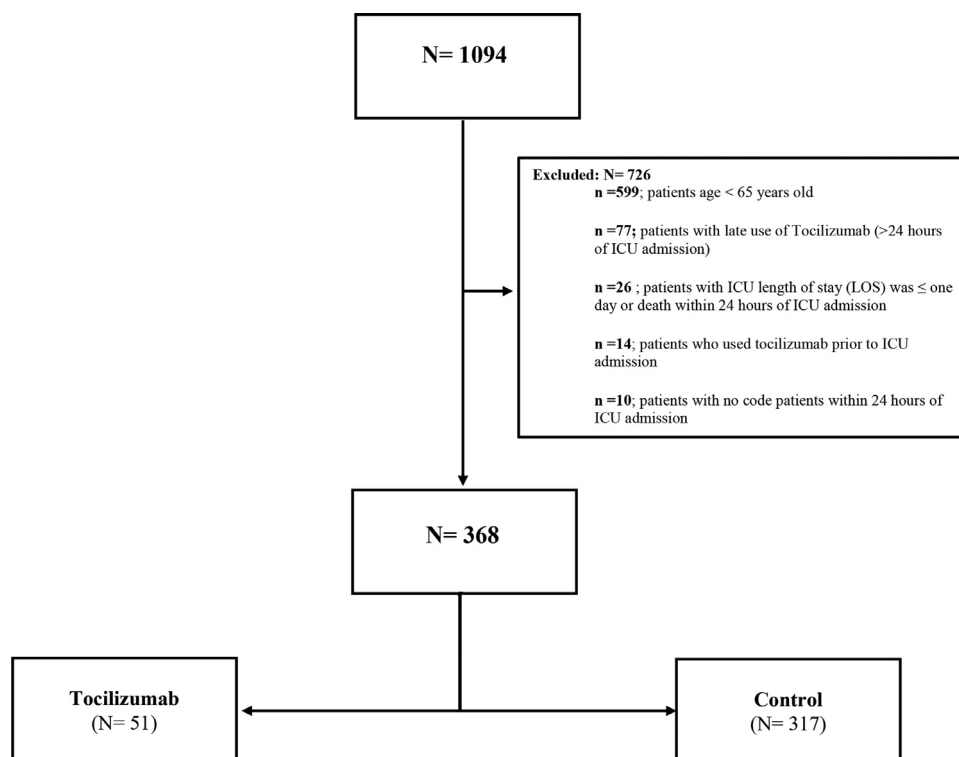 N= 1094
Excluded: N= 726
n =599; patients age < 65 years old
n =77; patients with late use of Tocilizumab (>24 hours
of ICU admission)
n =26 ; patients with ICU length of stay (LOS) was ≤ one
day or death within 24 hours of ICU admission
n =14; patients who used tocilizumab prior to ICU
admission
n =10; patients with no code patients within 24 hours of
ICU admission
N= 368
Tocilizumab
(N= 51)
Control
(N= 317)